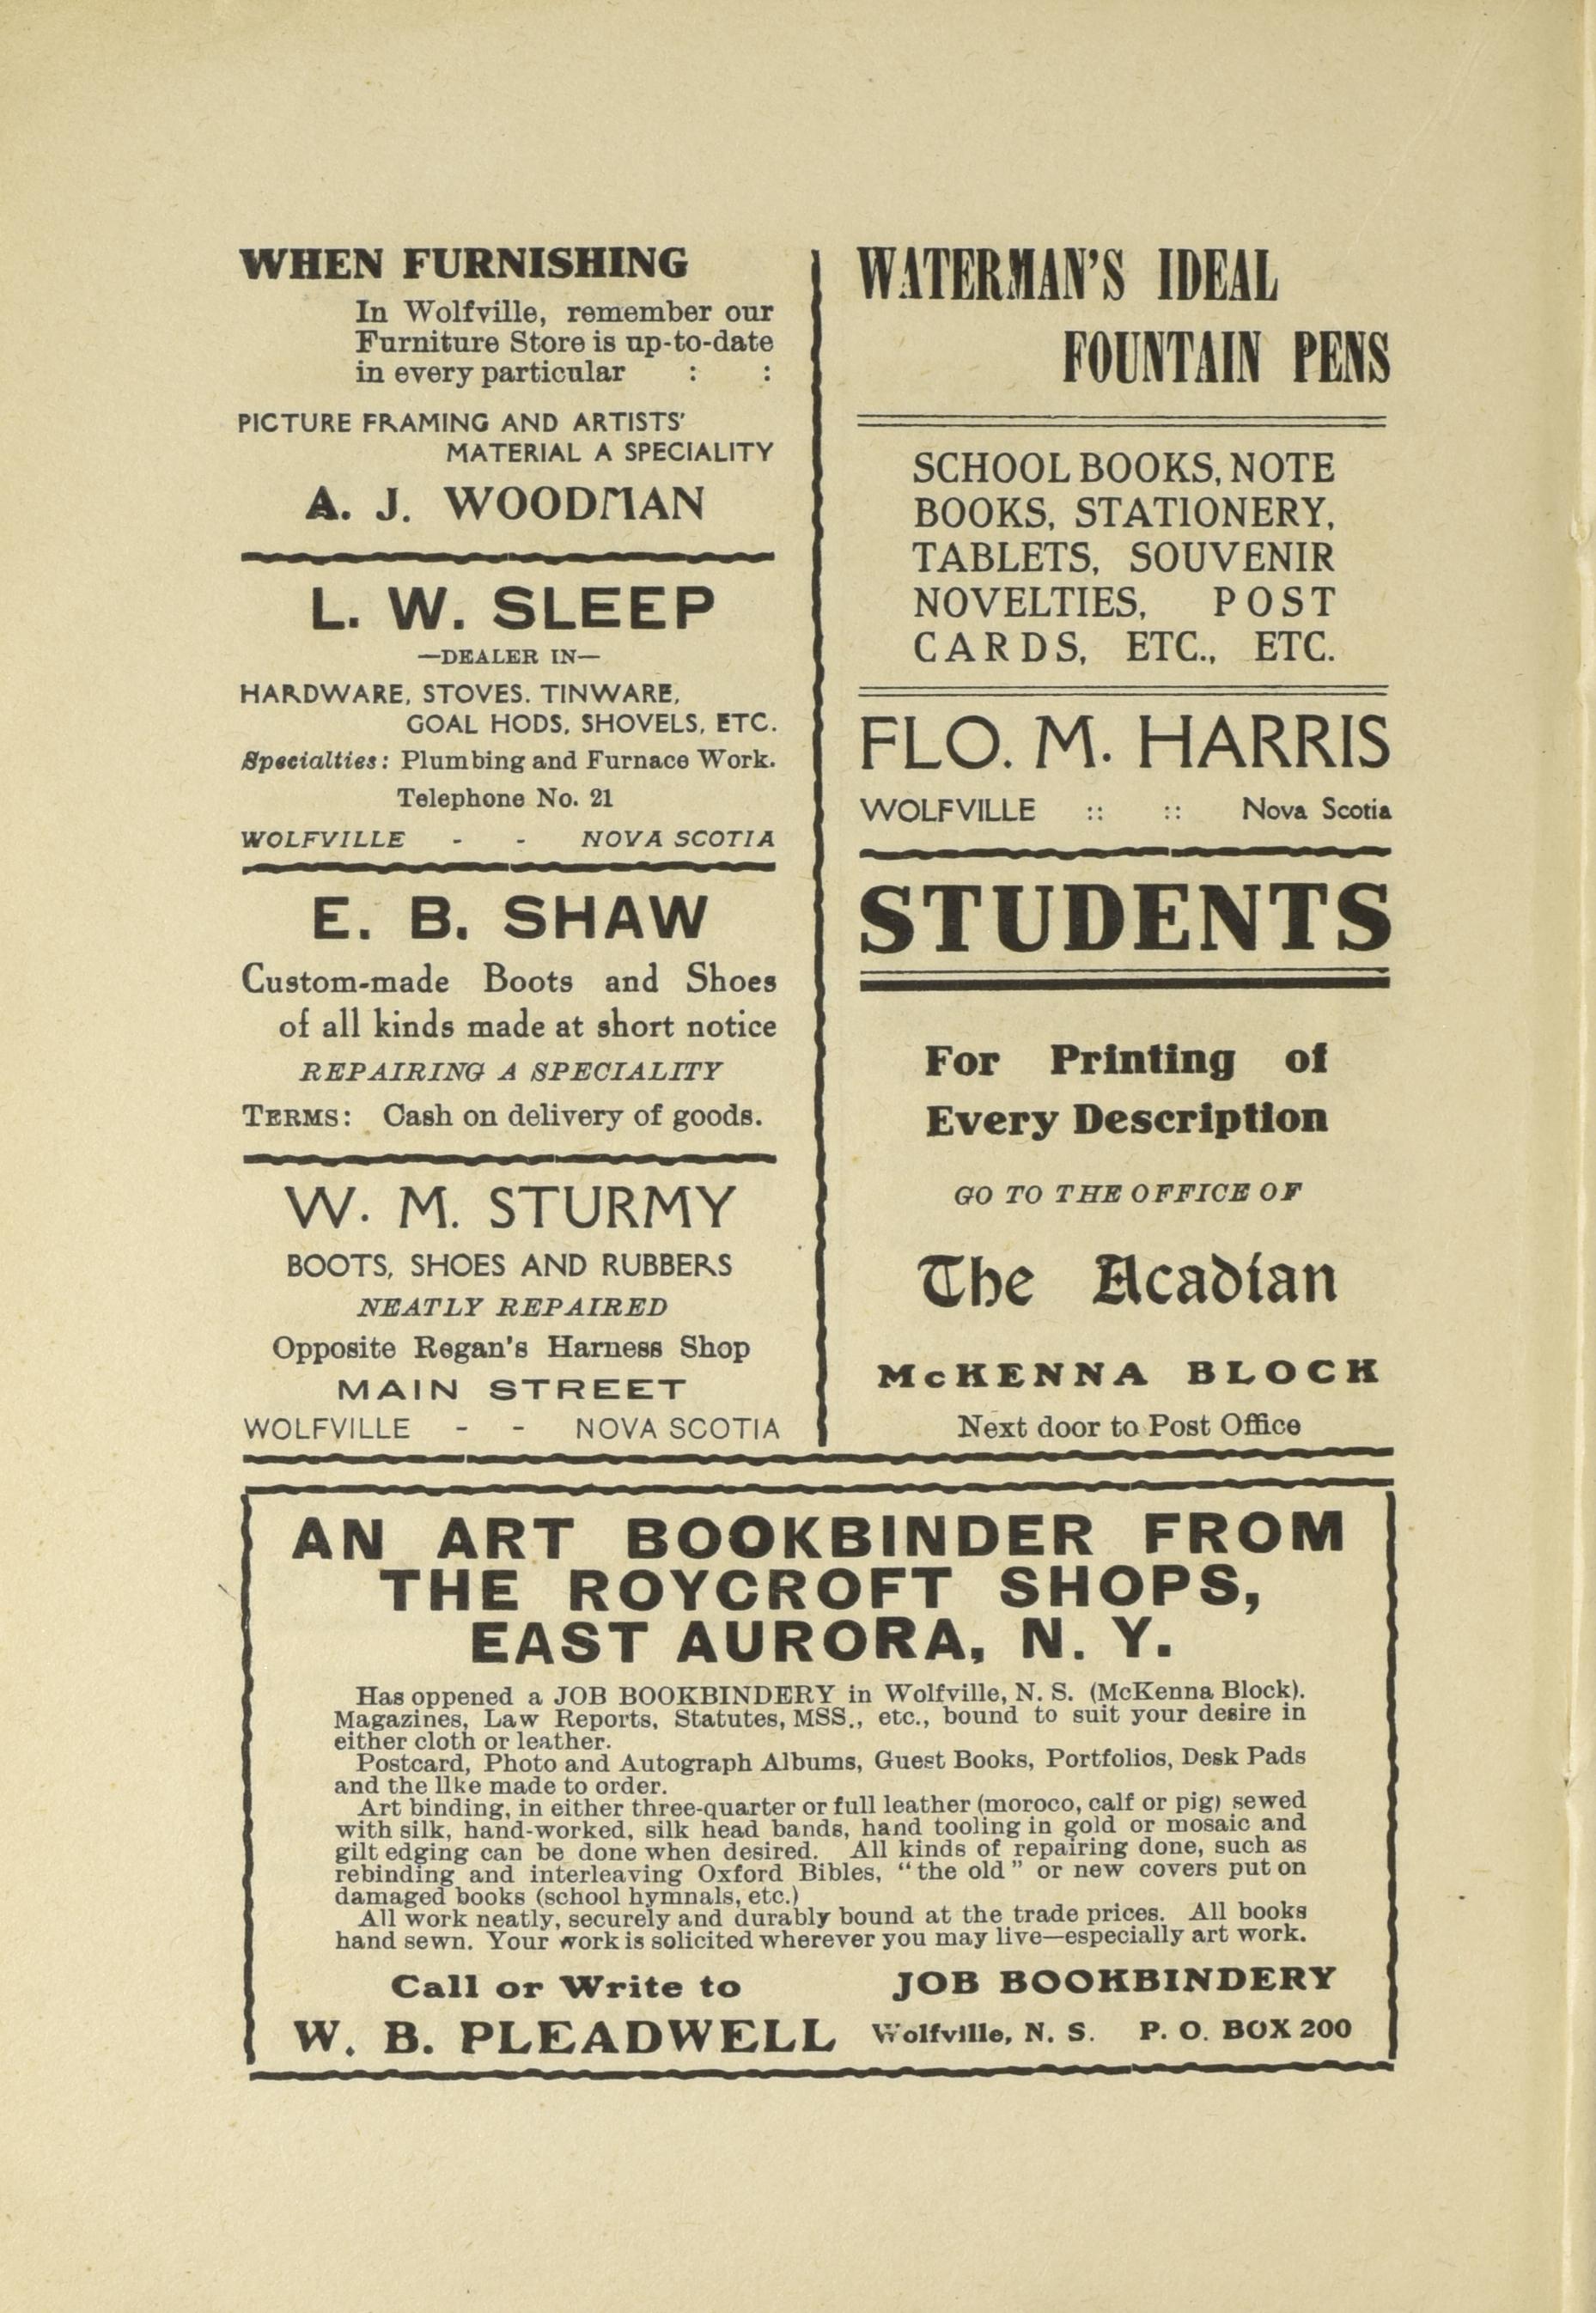 WHEN FURNISHING
In Wolfville, remember our
Furniture Store is up-to-date
in every particular : :
PICTURE FRAMING AND ARTISTS'
MATERIAL A SPECIALITY
A. J. WOODMAN
L. W. SLEEP
—DEALER IN—
HARDWARE, STOVES. TINWARE,
GOAL HODS, SHOVELS, ETC.
Specialties: Plumbing and Furnace Work.
Telephone No. 21
WOLFVILLE - - NOVA SCOTIA
E. B. SHAW
Custom-made Boots and Shoes
of all kinds made at short notice
REPAIRING A SPECIALITY
TERMS: Cash on delivery of goods.
W. M. STURMY
BOOTS, SHOES AND RUBBERS
NEATLY REPAIRED
Opposite Regan's Harness Shop
MAIN STREET
WOLFVILLE - - NOVA SCOTIA
WATERMAN'S IDEAL
FOUNTAIN PENS
SCHOOL BOOKS, NOTE
BOOKS, STATIONERY,
TABLETS, SOUVENIR
NOVELTIES, POST
CARDS, ETC., ETC.
FLO. M. HARRIS
WOLFVILLE :: :: Nova Scotia
STUDENTS
For Printing of
Every Description
GO TO THE OFFICE OF
The Acadian
McKENNA BLOCK
Next door to Post Office
AN ART BOOKBINDER FROM
THE ROYCROFT SHOPS,
EAST AURORA, N. Y.
Has oppened a JOB BOOKBINDERY in Wolfville, N. S. (McKenna Block).
Magazines, Law Reports, Statutes, MSS., etc., bound to suit your desire in
either cloth or leather.
Postcard, Photo and Autograph Albums, Guest Books, Portfolios, Desk Pads
and the llke made to order.
Art binding, in either three-quarter or full leather (moroco, calf or pig) sewed
with silk, hand-worked, silk head bands, hand tooling in gold or mosaic and
gilt edging can be done when desired. All kinds of repairing done, such as
rebinding and interleaving Oxford Bibles, "the old" or new covers put on
damaged books (school hymnals, etc.)
All work neatly, securely and durably bound at the trade prices. All books
hand sewn. Your work is solicited wherever you may live—especially art work.
Call or Write to JOB BOOKBINDERY
W. B. PLEADWELL Wolfville, N. S. P. O. BOX 200